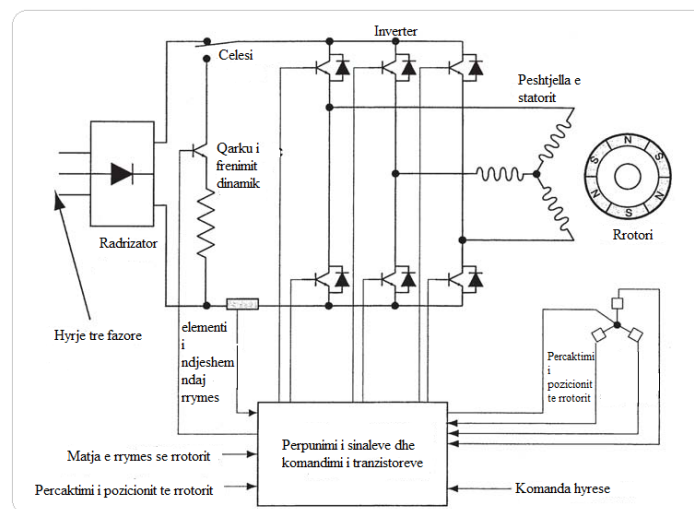 Inverter
Celesi
Peshtjella e
statorit
Qarku i
frenimit
dinamik
Radrizator
N
S
S
N
N
S
Rrotori
Hyrje tre fazore
elementi
i
ndjeshem
ndaj
rrymes
Percaktimi
i
pozicionit
te rrotorit
Perpunimi i sinaleve dhe
komandimi i tranzistoreve
Matja e rrymes se rrotorit
Percaktimi i pozicionit te rrotorit
Komanda hyrese